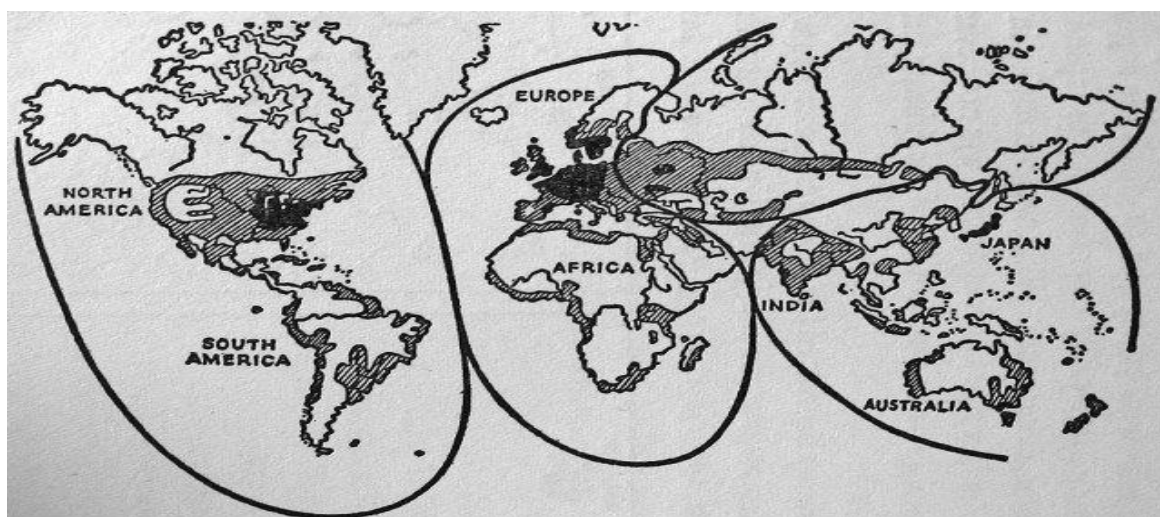 EUROPE
NORTH
AMERICA
AFRICA
JAPAN
INDIA
SOUTH
AMERICA
AUSTRALIA